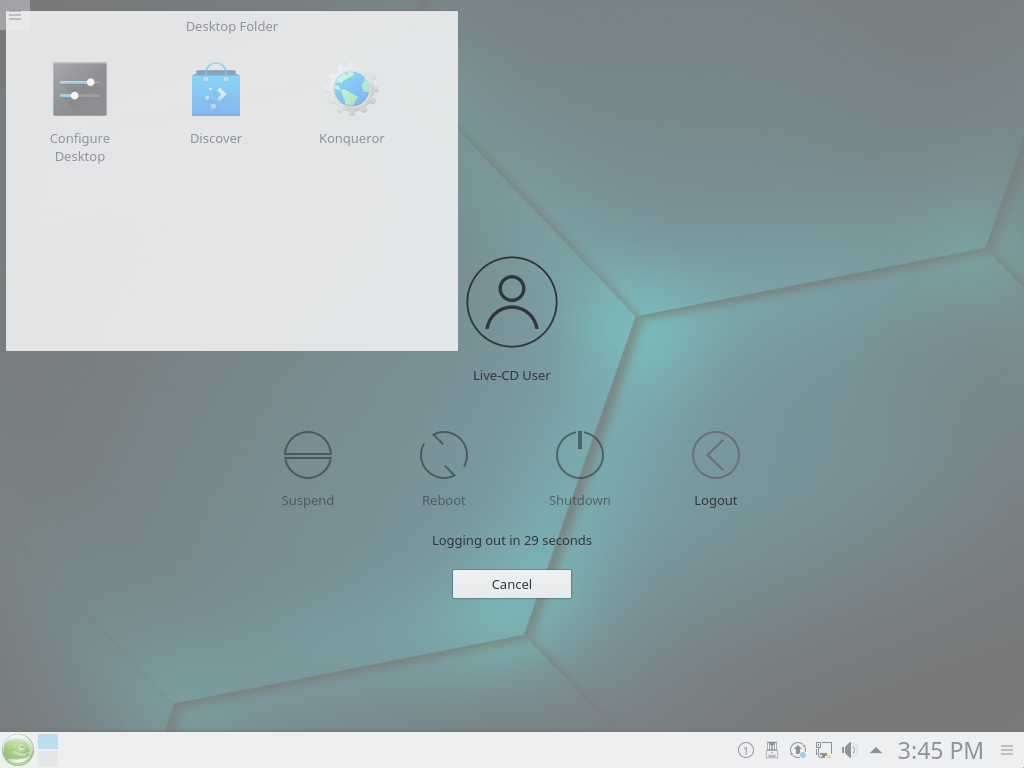 Desktop Folder
Configure
Desktop
Discover
Konqueror
Live-CD User
Suspend
Reboot
Shutdown
Logout
Logging out in 29 seconds
Cancel
1
3:45 PM